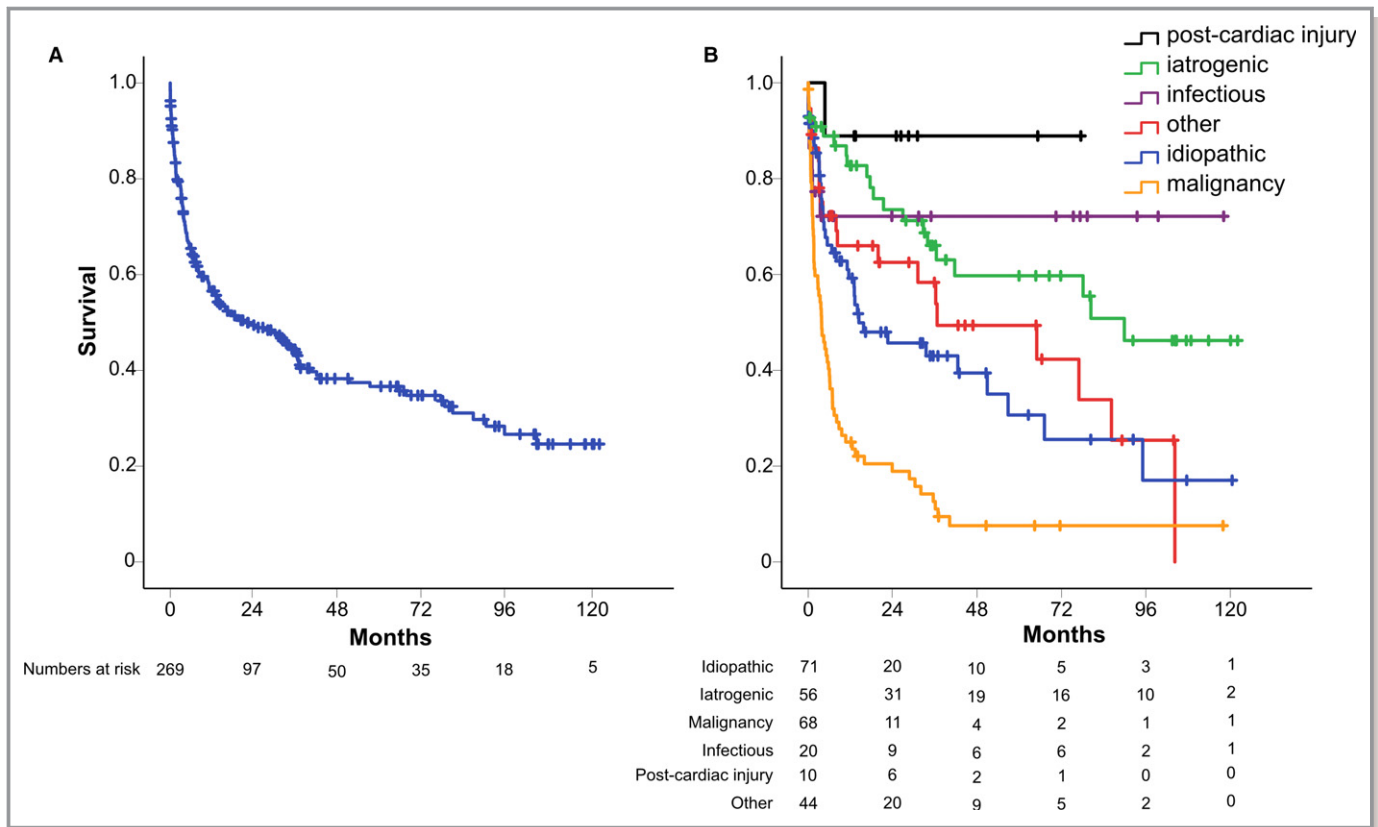 A
B
post-cardiac injury
iatrogenic
infectious
other
idiopathic
malignancy
Survival
1.0
0.8
0.6
0.4
0.2
0
1.0
0.8
0.6
0.4
0.2
0
0 24 48 72 96 120
Months
0 24 48 72 96 120
Months
Numbers at risk 269 97 50 35 18 5
Idiopathic 71 20 10 5 3 1
Iatrogenic 56 31 19 16 10 2
Malignancy 68 11 4 2 1 1
Infectious 20 9 6 6 2 1
Post-cardiac injury 10 6 2 1 0 0
Other 44 20 9 5 2 0